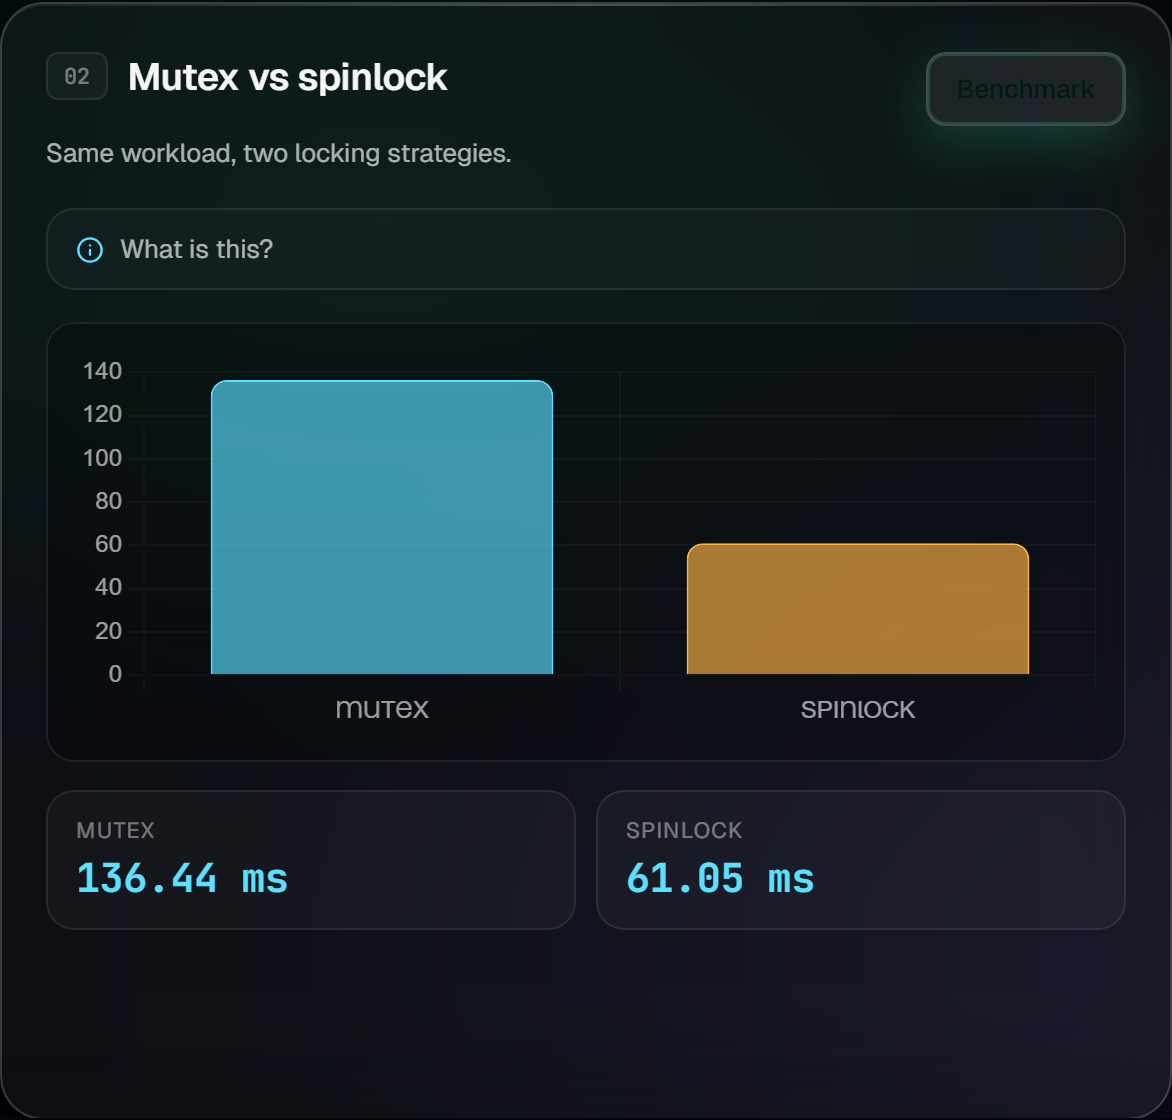 02
Mutex vs spinlock
Benchmark
Same workload, two locking strategies.
What is this?
140
120
100
80
60
40
20
0
mutex
spinlock
MUTEX
136.44 ms
SPINLOCK
61.05 ms